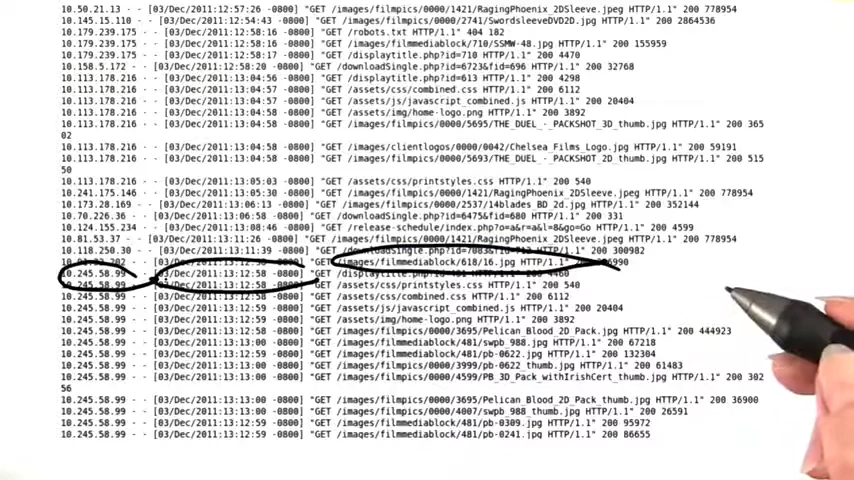 10.50.21.13 - - [03/Dec/2011:12:57:26 -0800] "GET /images/filmpics/0000/1421/RagingPhoenix_2DSleeve.jpeg HTTP/1.1" 200 778954
10.145.15.110 - - [03/Dec/2011:12:54:43 -0800] "GET /images/filmpics/0000/2741/SwordsleeveDVD2D.jpg HTTP/1.1" 200 2864536
10.179.239.175 - - [03/Dec/2011:12:58:16 -0800] "GET /robots.txt HTTP/1.1" 404 182
10.179.239.175 - - [03/Dec/2011:12:58:16 -0800] "GET /images/filmmediablock/710/SSMW-48.jpg HTTP/1.1" 200 155959
10.179.239.175 - - [03/Dec/2011:12:58:17 -0800] "GET /displaytitle.php?id=710 HTTP/1.1" 200 4470
10.158.5.172 - - [03/Dec/2011:12:58:20 -0800] "GET /downloadSingle.php?id=6723&fid=696 HTTP/1.1" 200 32768
10.113.178.216 - - [03/Dec/2011:13:04:56 -0800] "GET /displaytitle.php?id=613 HTTP/1.1" 200 4298
10.113.178.216 - - [03/Dec/2011:13:04:57 -0800] "GET /assets/css/combined.css HTTP/1.1" 200 6112
10.113.178.216 - - [03/Dec/2011:13:04:57 -0800] "GET /assets/js/javascript_combined.js HTTP/1.1" 200 20404
10.113.178.216 - - [03/Dec/2011:13:04:58 -0800] "GET /assets/img/home-logo.png HTTP/1.1" 200 3892
10.113.178.216 - - [03/Dec/2011:13:04:58 -0800] "GET /images/filmpics/0000/5695/THE_DUEL_-_PACKSHOT_3D_thumb.jpg HTTP/1.1" 200 365
02
10.113.178.216 - - [03/Dec/2011:13:04:58 -0800] "GET /images/clientlogos/0000/0042/Chelsea_Films_Logo.jpg HTTP/1.1" 200 59191
10.113.178.216 - - [03/Dec/2011:13:04:58 -0800] "GET /images/filmpics/0000/5693/THE_DUEL_-_PACKSHOT_2D_thumb.jpg HTTP/1.1" 200 515
50
10.113.178.216 - - [03/Dec/2011:13:05:03 -0800] "GET /assets/css/printstyles.css HTTP/1.1" 200 540
10.241.175.146 - - [03/Dec/2011:13:05:30 -0800] "GET /images/filmpics/0000/1421/RagingPhoenix_2DSleeve.jpeg HTTP/1.1" 200 778954
10.173.28.169 - - [03/Dec/2011:13:06:13 -0800] "GET /images/filmpics/0000/2537/14blades_BD_2d.jpg HTTP/1.1" 200 352144
10.70.226.36 - - [03/Dec/2011:13:06:58 -0800] "GET /downloadSingle.php?id=6475&fid=680 HTTP/1.1" 200 331
10.124.155.234 - - [03/Dec/2011:13:08:46 -0800] "GET /release-schedule/index.php?o=a&r=a&l=8&go=Go HTTP/1.1" 200 4599
10.81.53.37 - - [03/Dec/2011:13:11:26 -0800] "GET /images/filmpics/0000/1421/RagingPhoenix_2DSleeve.jpeg HTTP/1.1" 200 778954
10.118.250.30 - - [03/Dec/2011:13:11:39 -0800] "GET /downloadSingle.php?id=7083& HTTP/1.1" 200 300982
- - [03/Dec/2011:13:12:58 -0800] "GET /images/filmmediablock/618/16.jpg HTTP/1.1"
10.245.58.99 - - [03/Dec/2011:13:12:58 -0800] "GET /displaytitle.php?id=481 HTTP/1.1"
10.245.58.99 - - [03/Dec/2011:13:12:58 -0800] "GET /assets/css/printstyles.css HTTP/1.1" 200 540
10.245.58.99 - - [03/Dec/2011:13:12:58 -0800] "GET /assets/css/combined.css HTTP/1.1" 200 6112
10.245.58.99 - - [03/Dec/2011:13:12:59 -0800] "GET /assets/js/javascript_combined.js HTTP/1.1" 200 20404
10.245.58.99 - - [03/Dec/2011:13:12:59 -0800] "GET /assets/img/home-logo.png HTTP/1.1" 200 3892
10.245.58.99 - - [03/Dec/2011:13:12:58 -0800] "GET /images/filmpics/0000/3695/Pelican_Blood_2D_Pack.jpg HTTP/1.1" 200 444923
10.245.58.99 - - [03/Dec/2011:13:12:59 -0800] "GET /images/filmmediablock/481/swpb_988.jpg HTTP/1.1" 200 67218
10.245.58.99 - - [03/Dec/2011:13:12:59 -0800] "GET /images/filmmediablock/481/pb-0622.jpg HTTP/1.1" 200 132304
10.245.58.99 - - [03/Dec/2011:13:13:00 -0800] "GET /images/filmpics/0000/3999/pb-0622_thumb.jpg HTTP/1.1" 200 61483
10.245.58.99 - - [03/Dec/2011:13:13:00 -0800] "GET /images/filmpics/0000/4599/PB_3D_Pack_withIrishCert_thumb.jpg HTTP/1.1" 200 302
56
10.245.58.99 - - [03/Dec/2011:13:13:00 -0800] "GET /images/filmpics/0000/3695/Pelican_Blood_2D_Pack_thumb.jpg HTTP/1.1" 200 36900
10.245.58.99 - - [03/Dec/2011:13:13:00 -0800] "GET /images/filmpics/0000/4007/swpb_988_thumb.jpg HTTP/1.1" 200 26591
10.245.58.99 - - [03/Dec/2011:13:12:59 -0800] "GET /images/filmmediablock/481/pb-0309.jpg HTTP/1.1" 200 95972
10.245.58.99 - - [03/Dec/2011:13:12:59 -0800] "GET /images/filmmediablock/481/pb-0241.jpg HTTP/1.1" 200 86655